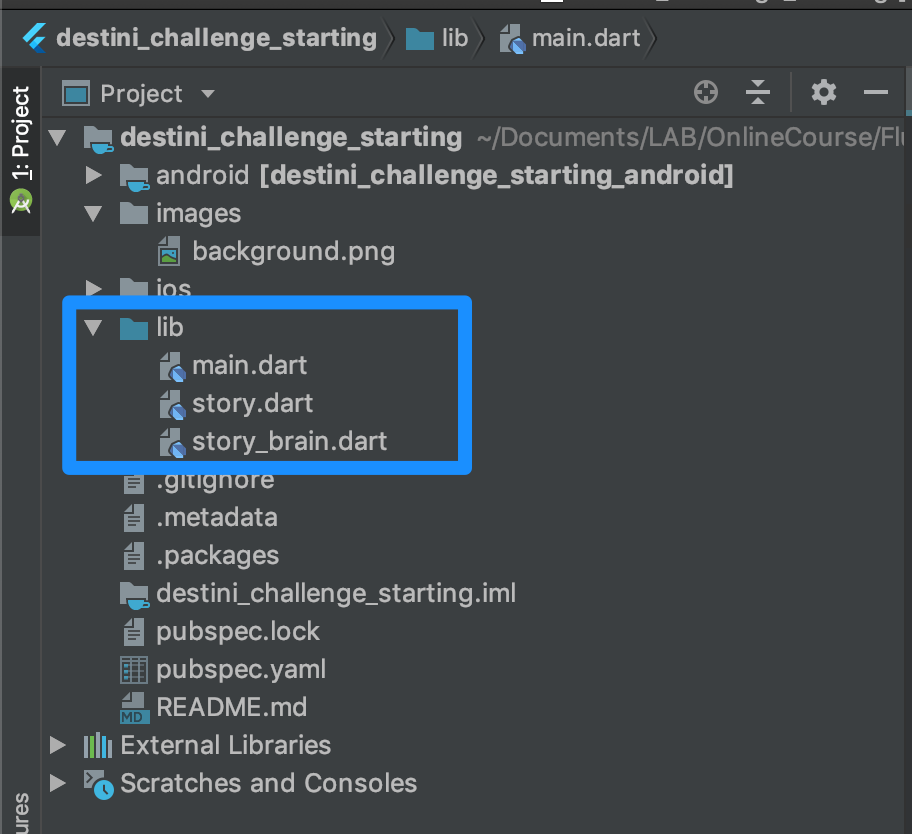 destini_challenge_starting lib main.dart
1: Project
Project
destini_challenge_starting ~/Documents/LAB/OnlineCourse/Flu
android [destini_challenge_starting_android]
images
background.png
ios
lib
main.dart
story.dart
story_brain.dart
.gitignore
.metadata
.packages
destini_challenge_starting.iml
pubspec.lock
pubspec.yaml
MD README.md
External Libraries
Scratches and Consoles
ures